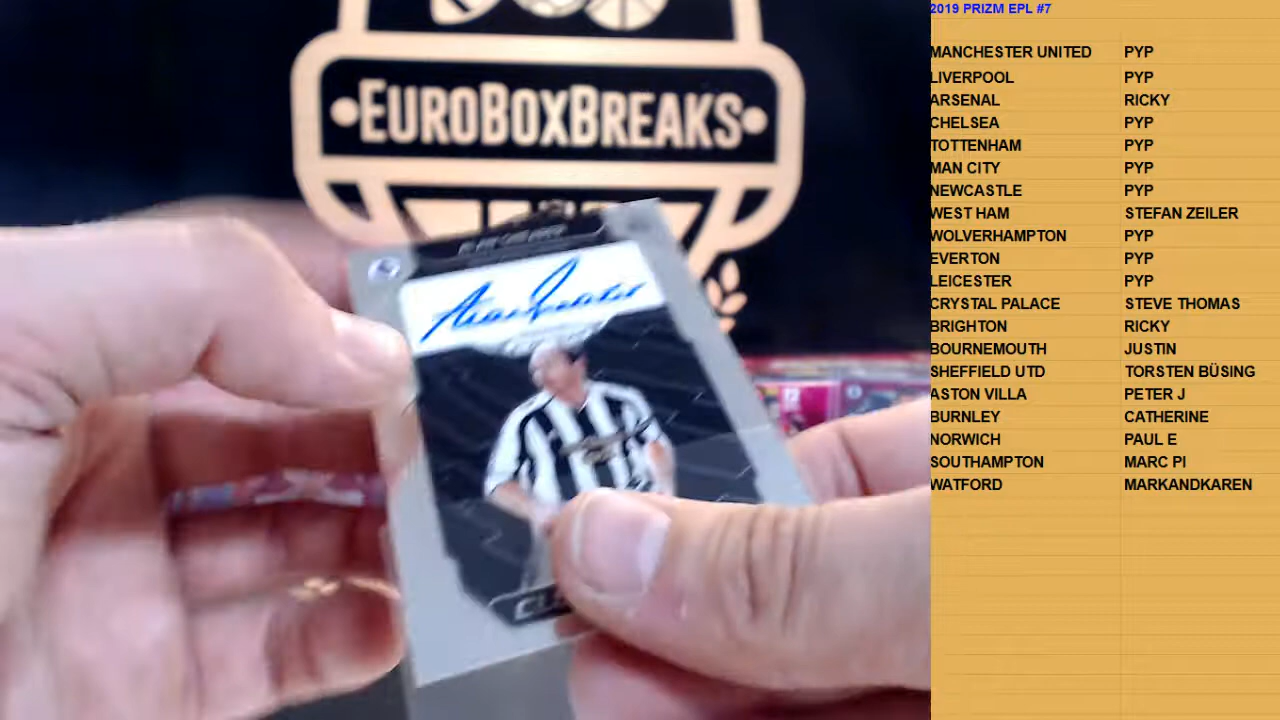 EUROBOXBREAKS
2019 PRIZM EPL #7
MANCHESTER UNITED PYP
LIVERPOOL PYP
ARSENAL RICKY
CHELSEA PYP
TOTTENHAM PYP
MAN CITY PYP
NEWCASTLE PYP
WEST HAM STEFAN ZEILER
WOLVERHAMPTON PYP
EVERTON PYP
LEICESTER PYP
CRYSTAL PALACE STEVE THOMAS
BRIGHTON RICKY
BOURNEMOUTH JUSTIN
SHEFFIELD UTD TORSTEN BÜSING
ASTON VILLA PETER J
BURNLEY CATHERINE
NORWICH PAUL E
SOUTHAMPTON MARC PI
WATFORD MARKANDKAREN